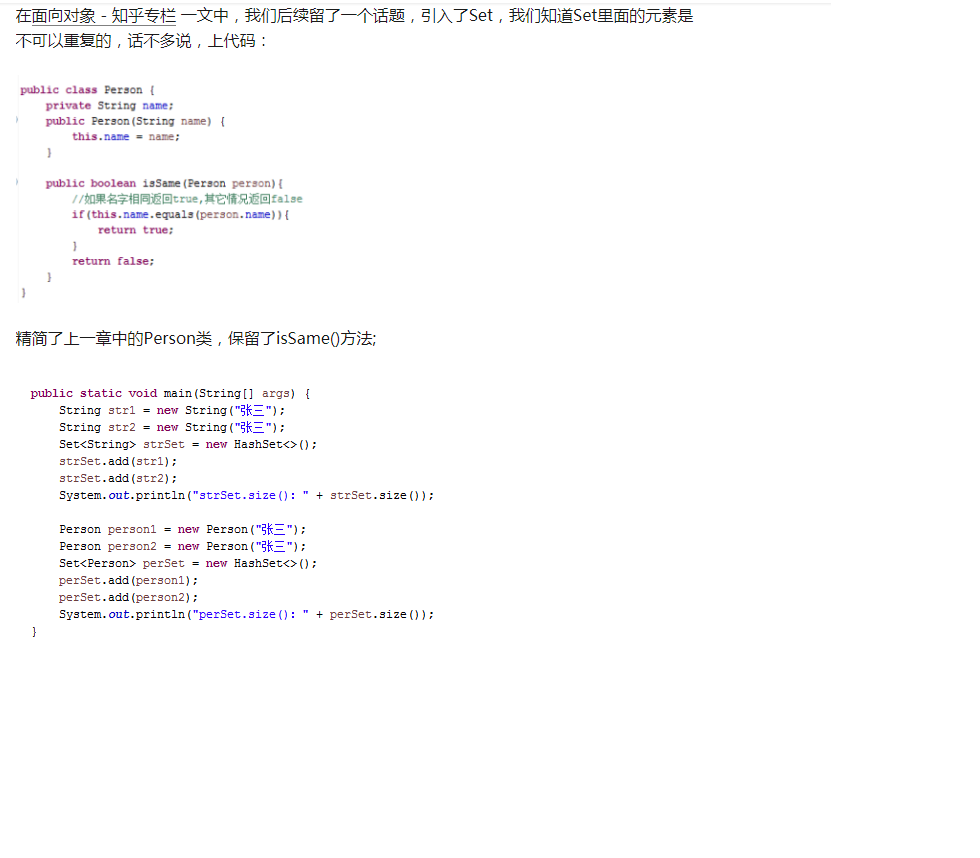 在面向对象 - 知乎专栏 一文中，我们后续留了一个话题，引入了Set，我们知道Set里面的元素是
不可以重复的，话不多说，上代码：
public class Person {
    private String name;
    public Person(String name) {
        this.name = name;
    }
    public boolean isSame(Person person){
        //如果名字相同返回true,其它情况返回false
        if(this.name.equals(person.name)){
            return true;
        }
        return false;
    }
}
精简了上一章中的Person类，保留了isSame()方法;
public static void main(String[] args) {
    String str1 = new String("张三");
    String str2 = new String("张三");
    Set<String> strSet = new HashSet<>();
    strSet.add(str1);
    strSet.add(str2);
    System.out.println("strSet.size(): " + strSet.size());
    Person person1 = new Person("张三");
    Person person2 = new Person("张三");
    Set<Person> perSet = new HashSet<>();
    perSet.add(person1);
    perSet.add(person2);
    System.out.println("perSet.size(): " + perSet.size());
}